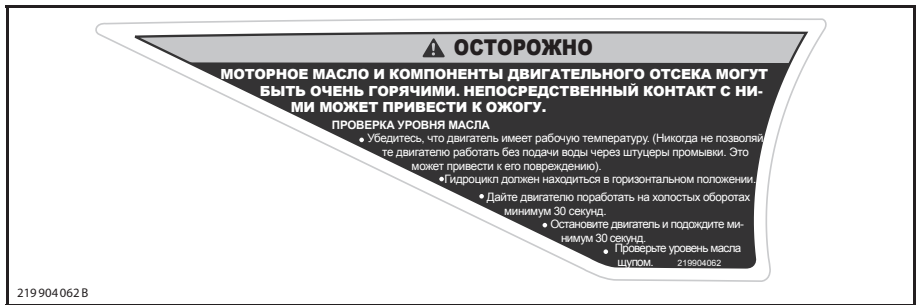 ⚠ ОСТОРОЖНО
МОТОРНОЕ МАСЛО И КОМПОНЕНТЫ ДВИГАТЕЛЬНОГО ОТСЕКА МОГУТ
БЫТЬ ОЧЕНЬ ГОРЯЧИМИ. НЕПОСРЕДСТВЕННЫЙ КОНТАКТ С НИ-
МИ МОЖЕТ ПРИВЕСТИ К ОЖОГУ.
ПРОВЕРКА УРОВНЯ МАСЛА
• Убедитесь, что двигатель имеет рабочую температуру. (Никогда не позволяй
те двигателю работать без подачи воды через штуцеры промывки. Это
может привести к его повреждению).
•Гидроцикл должен находиться в горизонтальном положении.
• Дайте двигателю поработать на холостых оборотах
минимум 30 секунд.
• Остановите двигатель и подождите ми-
нимум 30 секунд.
• Проверьте уровень масла
щупом. 219904062
219 904 062 B